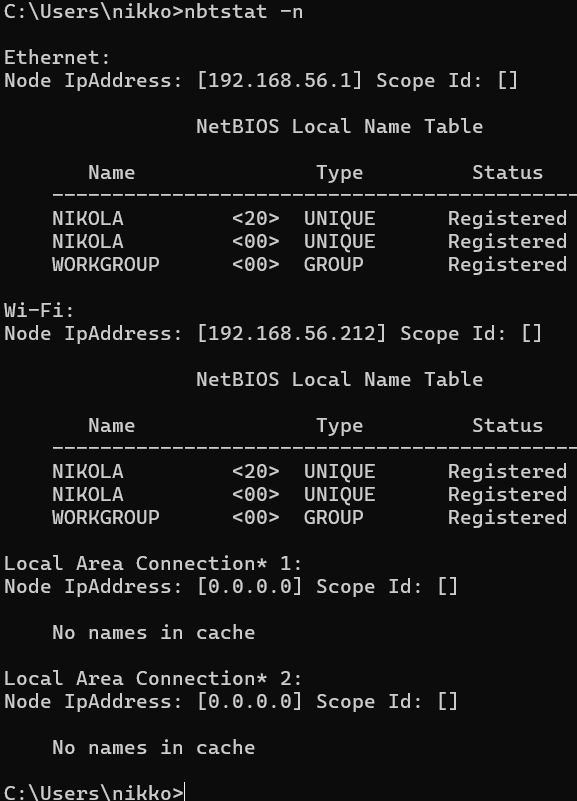 C:\Users\nikko>nbtstat -n
Ethernet:
Node IpAddress: [192.168.56.1] Scope Id: []
NetBIOS Local Name Table
Name Type Status
---------------------------------------------
NIKOLA <20> UNIQUE Registered
NIKOLA <00> UNIQUE Registered
WORKGROUP <00> GROUP Registered
Wi-Fi:
Node IpAddress: [192.168.56.212] Scope Id: []
NetBIOS Local Name Table
Name Type Status
---------------------------------------------
NIKOLA <20> UNIQUE Registered
NIKOLA <00> UNIQUE Registered
WORKGROUP <00> GROUP Registered
Local Area Connection* 1:
Node IpAddress: [0.0.0.0] Scope Id: []
No names in cache
Local Area Connection* 2:
Node IpAddress: [0.0.0.0] Scope Id: []
No names in cache
C:\Users\nikko>